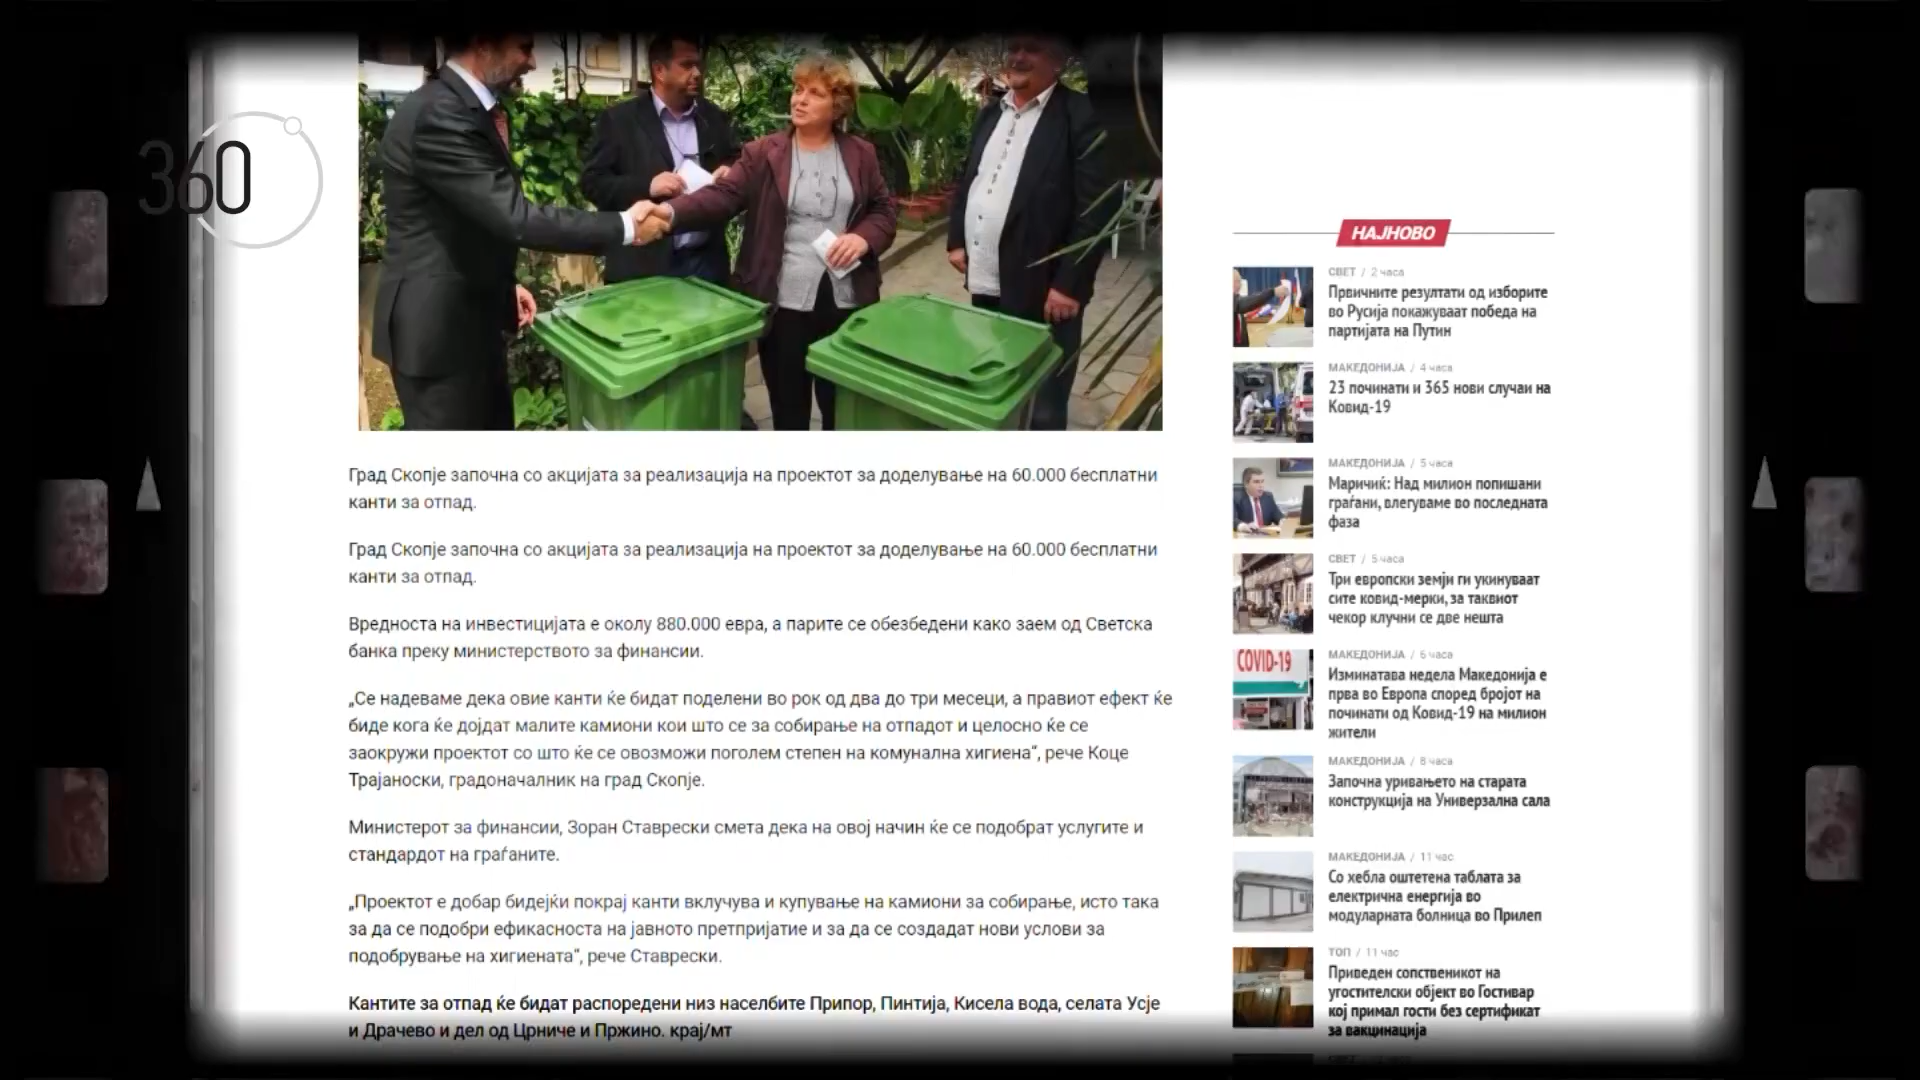 360
Град Скопје започна со акцијата за реализација на проектот за доделување на 60.000 бесплатни
канти за отпад.
Град Скопје започна со акцијата за реализација на проектот за доделување на 60.000 бесплатни
канти за отпад.
Вредноста на инвестицијата е околу 880.000 евра, а парите се обезбедени како заем од Светска
банка преку министерството за финансии.
„Се надеваме дека овие канти ќе бидат поделени во рок од два до три месеци, а правиот ефект ќе
биде кога ќе дојдат малите камиони кои што се за собирање на отпадот и целосно ќе се
заокружи проектот со што ќе се овозможи поголем степен на комунална хигиена“, рече Коце
Трајаноски, градоначалник на град Скопје.
Министерот за финансии, Зоран Ставрески смета дека на овој начин ќе се подобрат услугите и
стандардот на граѓаните.
„Проектот е добар бидејќи покрај канти вклучува и купување на камиони за собирање, исто така
за да се подобри ефикасноста на јавното претпријатие и за да се создадат нови услови за
подобрување на хигиената“, рече Ставрески.
Кантите за отпад ќе бидат распоредени низ населбите Припор, Пинтија, Кисела вода, селата Усје
и Драчево и дел од Црниче и Пржино. крај/мт
НАЈНОВО
СВЕТ / 2 часа
Првичните резултати од изборите
во Русија покажуваат победа на
партијата на Путин
МАКЕДОНИЈА / 4 часа
23 починати и 365 нови случаи на
Ковид-19
МАКЕДОНИЈА / 5 часа
Маричиќ: Над милион попишани
граѓани, влегуваме во последната
фаза
СВЕТ / 5 часа
Три европски земји ги укинуваат
сите ковид-мерки, за таквиот
чекор клучни се две нешта
COVID-19
МАКЕДОНИЈА / 6 часа
Изминатава недела Македонија е
прва во Европа според бројот на
починати од Ковид-19 на милион
жители
МАКЕДОНИЈА / 8 часа
Започна уривањето на старата
конструкција на Универзална сала
МАКЕДОНИЈА / 11 час
Со хебла оштетена таблата за
електрична енергија во
модуларната болница во Прилеп
ТОП / 11 час
Приведен сопственикот на
угостителски објект во Гостивар
кој примал гости без сертификат
за вакцинација